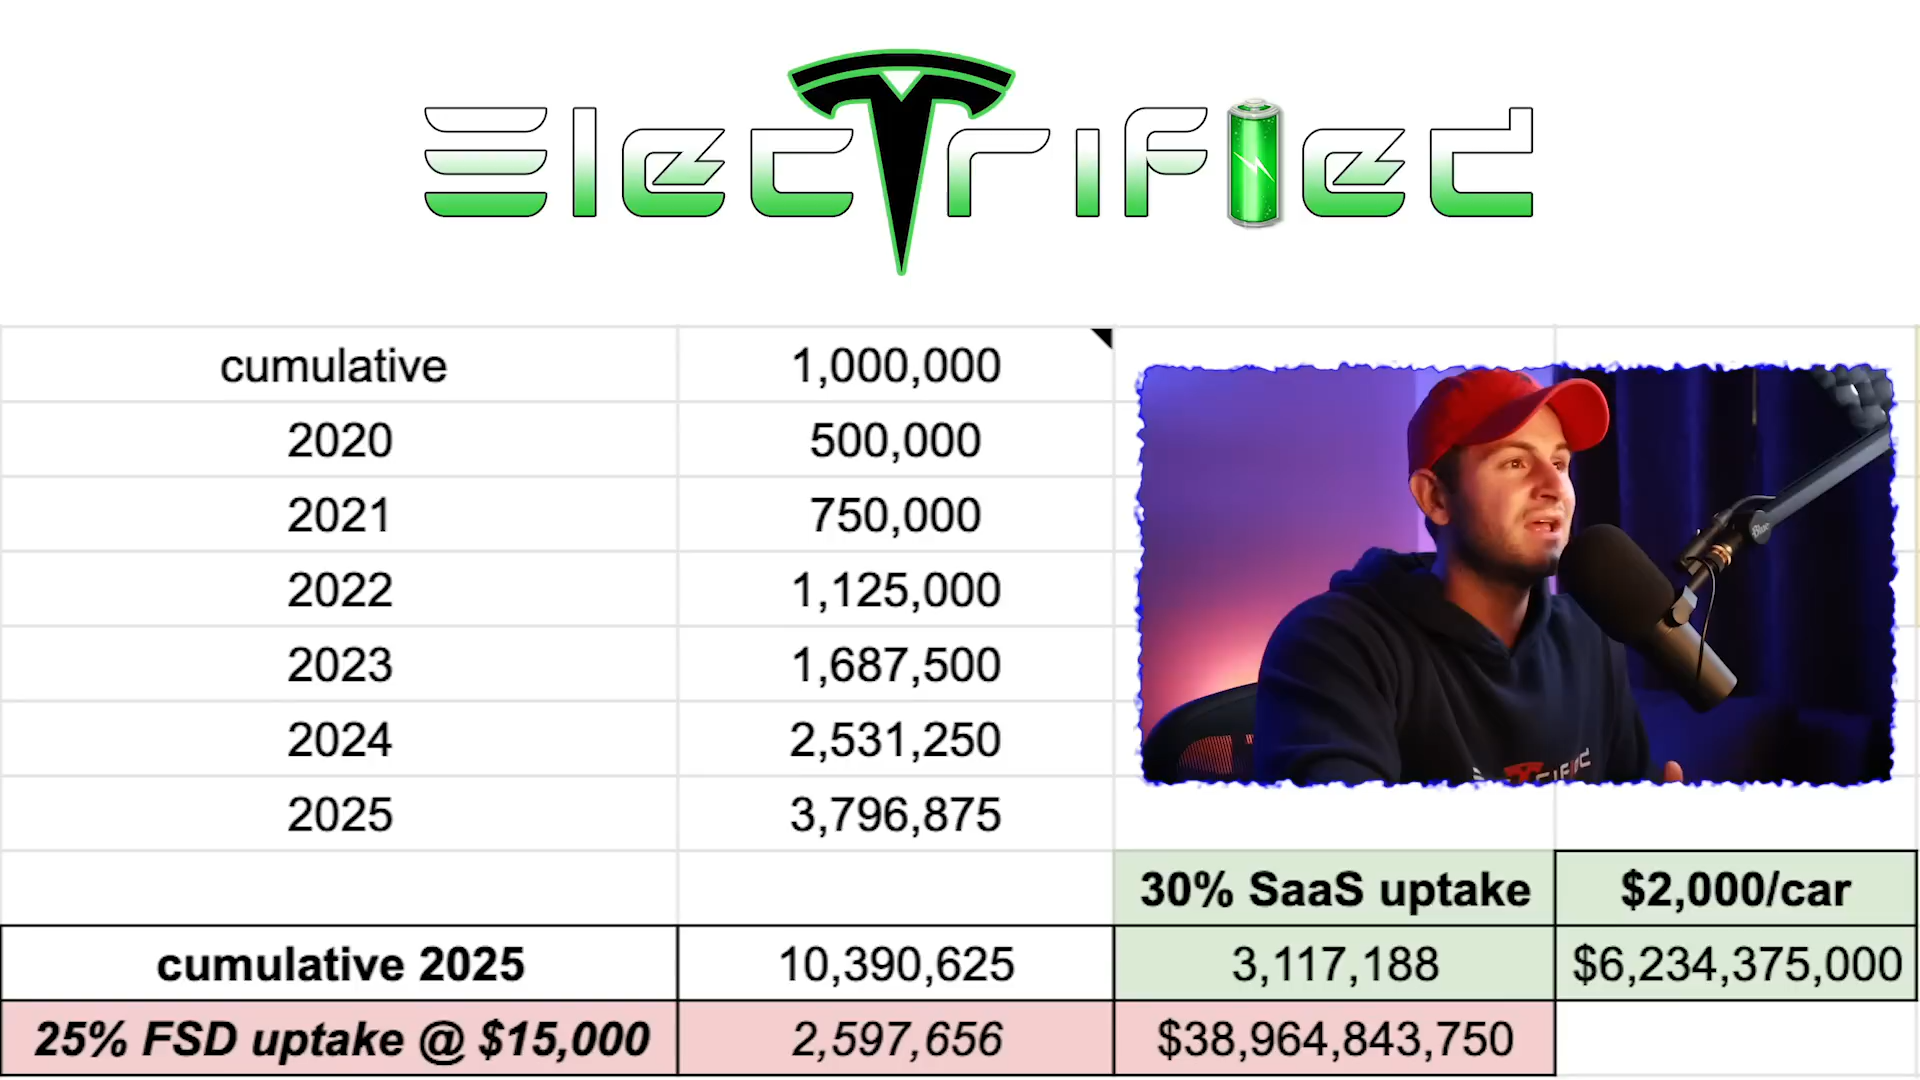 ElecTrified
cumulative 1,000,000
2020 500,000
2021 750,000
2022 1,125,000
2023 1,687,500
2024 2,531,250
2025 3,796,875
30% SaaS uptake $2,000/car
cumulative 2025 10,390,625 3,117,188 $6,234,375,000
25% FSD uptake @ $15,000 2,597,656 $38,964,843,750